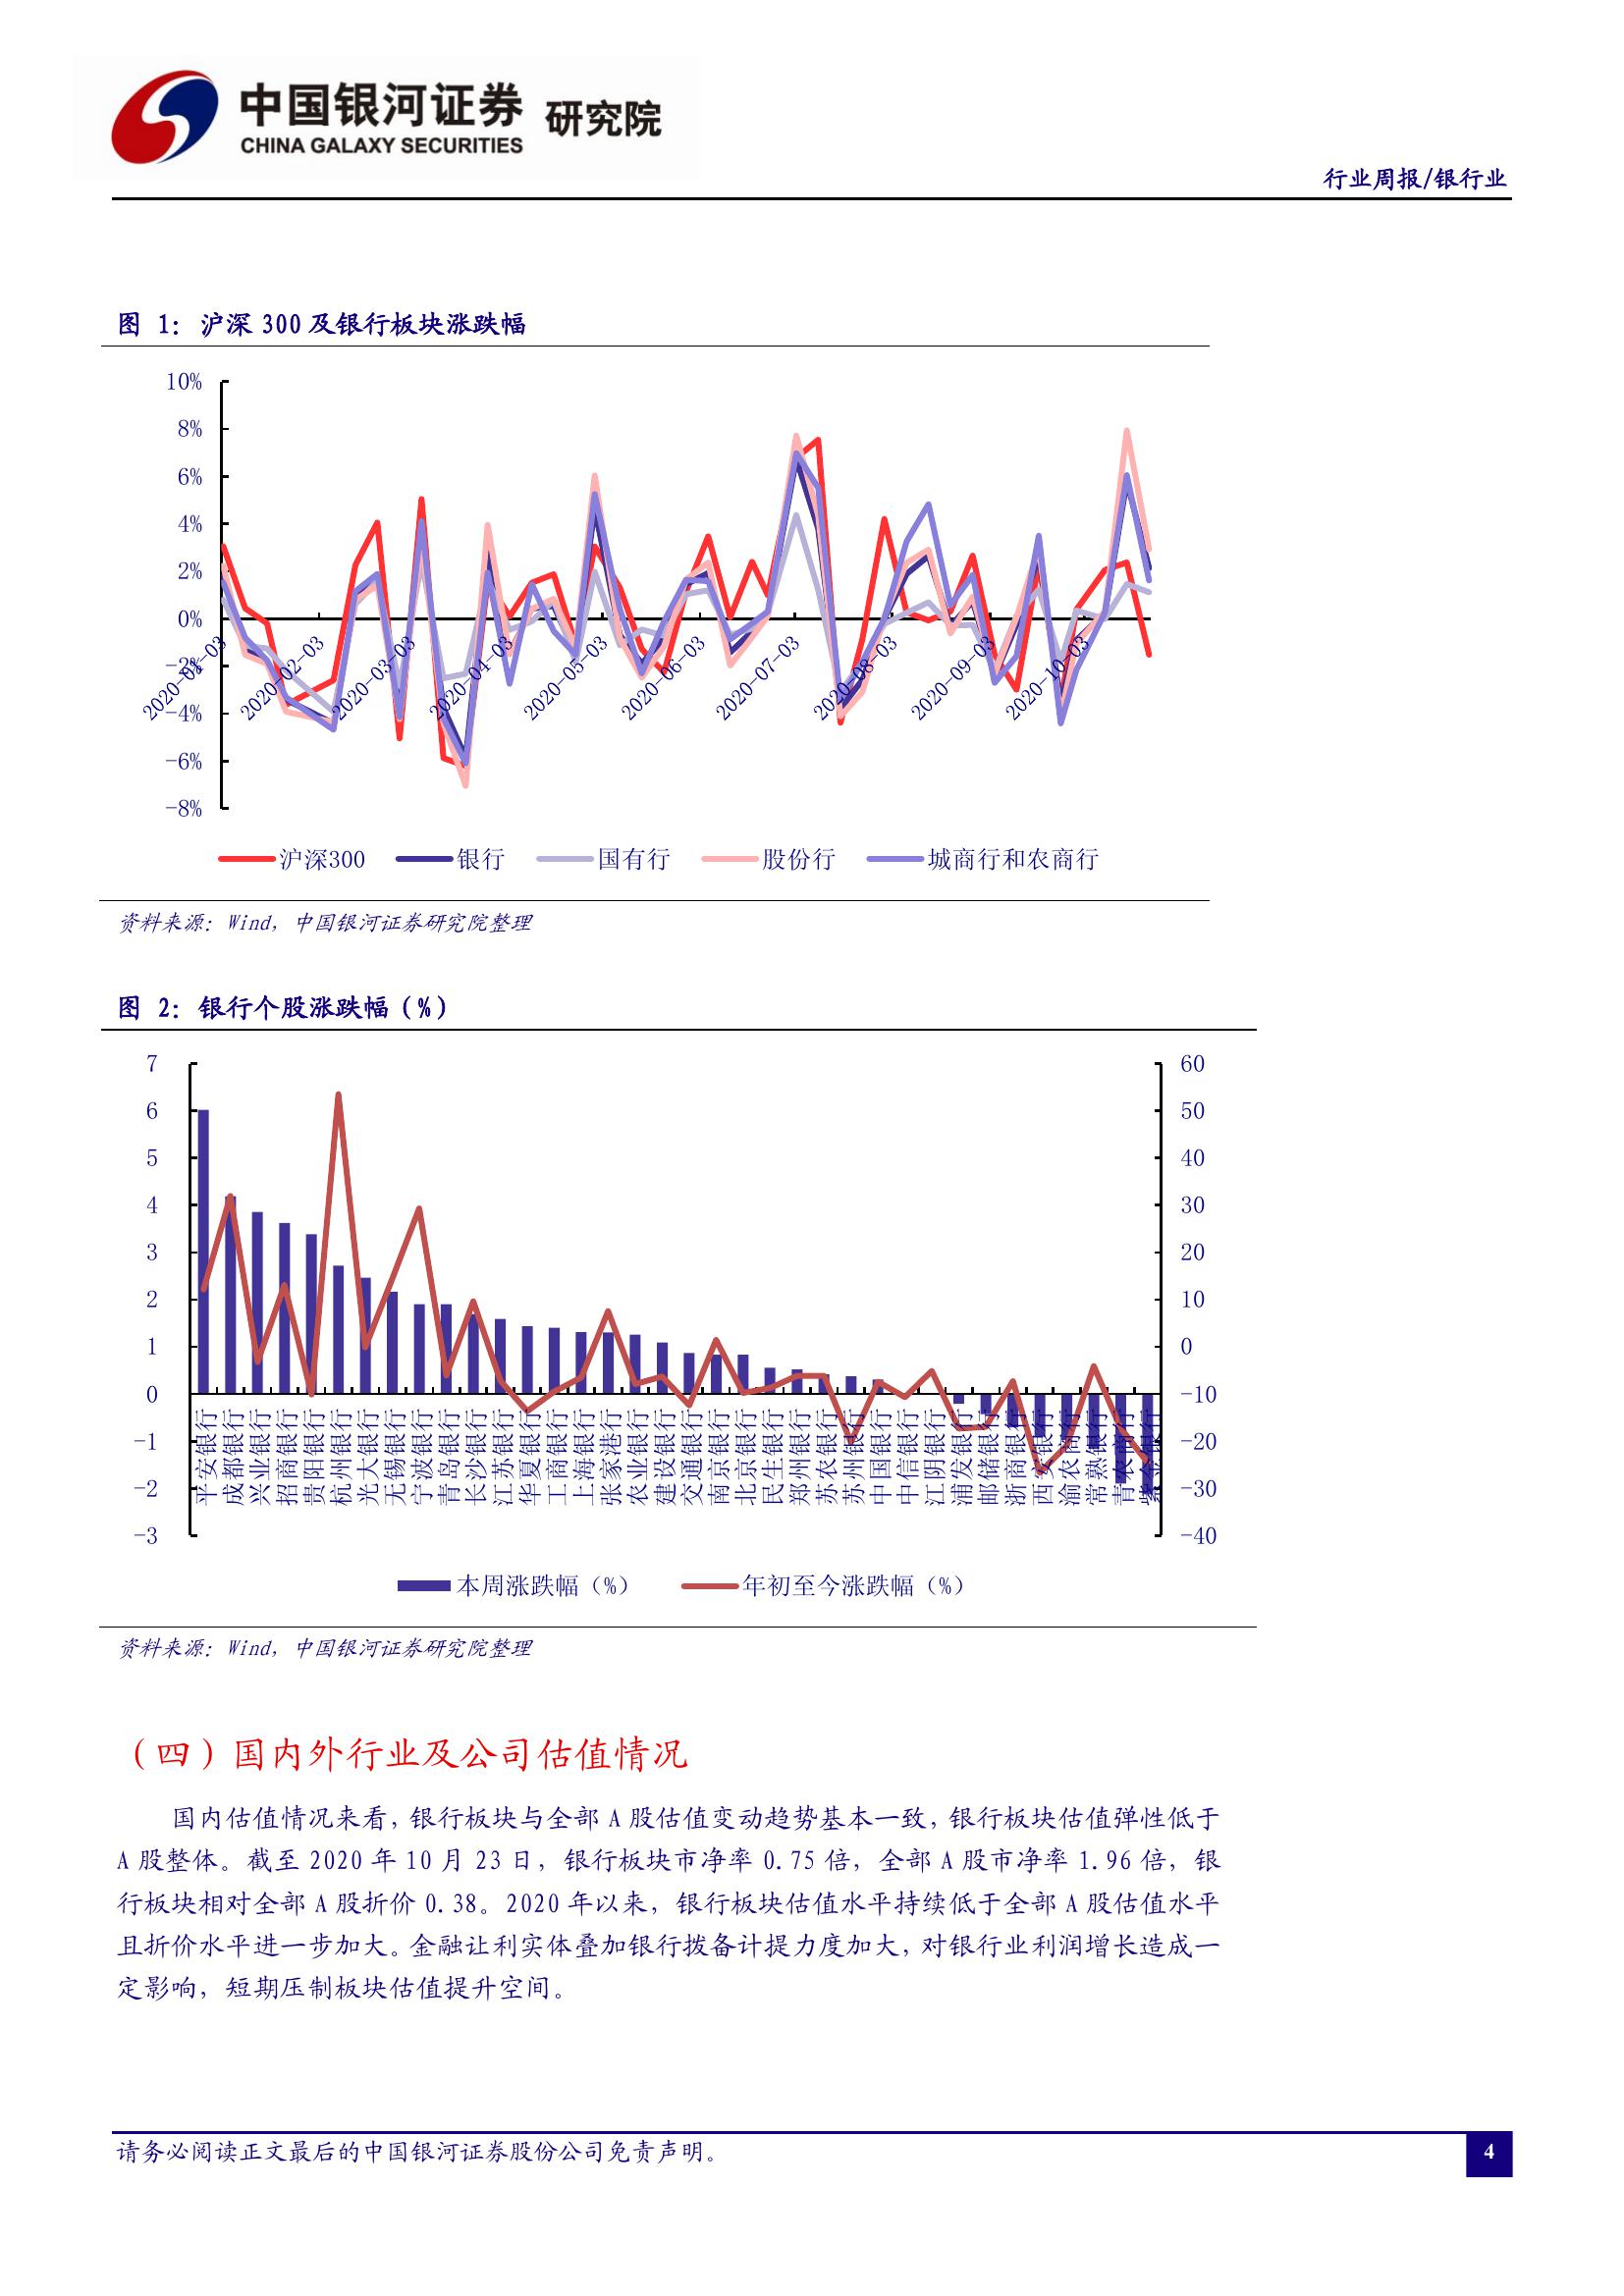 中国银河证券 研究院
CHINA GALAXY SECURITIES
行业周报/银行业
图 1：沪深 300 及银行板块涨跌幅
10%
8%
6%
4%
2%
0%
-2%
-4%
-6%
-8%
2020-01-03
2020-02-03
2020-03-03
2020-04-03
2020-05-03
2020-06-03
2020-07-03
2020-08-03
2020-09-03
2020-10-03
沪深300 银行 国有行 股份行 城商行和农商行
资料来源：Wind，中国银河证券研究院整理
图 2：银行个股涨跌幅（%）
7
6
5
4
3
2
1
0
-1
-2
-3
60
50
40
30
20
10
0
-10
-20
-30
-40
平安银行
成都银行
兴业银行
招商银行
贵阳银行
杭州银行
光大银行
无锡银行
宁波银行
青岛银行
长沙银行
江苏银行
华夏银行
工商银行
上海银行
张家港行
农业银行
建设银行
交通银行
南京银行
北京银行
民生银行
郑州银行
苏农银行
苏州银行
中国银行
中信银行
江阴银行
浦发银行
邮储银行
浙商银行
西安银行
渝农商行
常熟银行
青农商行
紫金银行
本周涨跌幅（%） 年初至今涨跌幅（%）
资料来源：Wind，中国银河证券研究院整理
（四）国内外行业及公司估值情况
国内估值情况来看，银行板块与全部 A 股估值变动趋势基本一致，银行板块估值弹性低于
A 股整体。截至 2020 年 10 月 23 日，银行板块市净率 0.75 倍，全部 A 股市净率 1.96 倍，银
行板块相对全部 A 股折价 0.38。2020 年以来，银行板块估值水平持续低于全部 A 股估值水平
且折价水平进一步加大。金融让利实体叠加银行拨备计提力度加大，对银行业利润增长造成一
定影响，短期压制板块估值提升空间。
请务必阅读正文最后的中国银河证券股份公司免责声明。
4